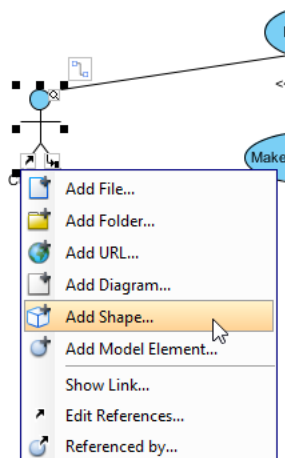 <
Make
Add File...
Add Folder...
Add URL...
Add Diagram...
Add Shape...
Add Model Element...
Show Link...
Edit References...
Referenced by...